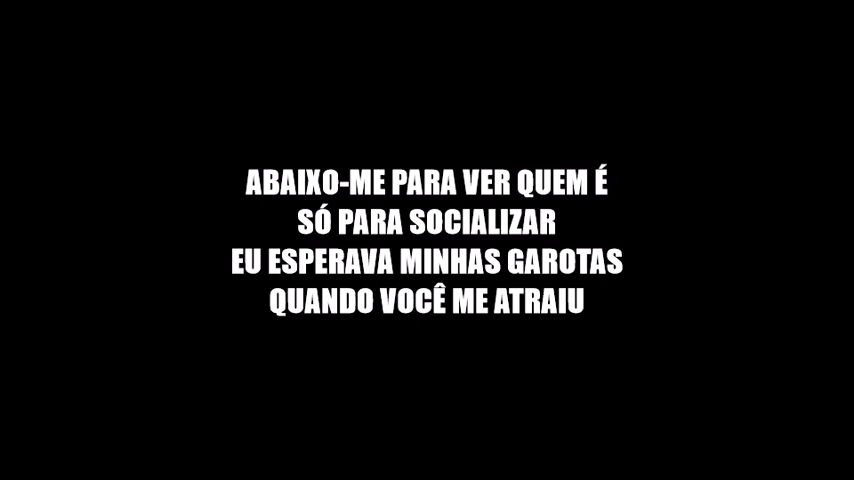 ABAIXO-ME PARA VER QUEM É
SÓ PARA SOCIALIZAR
EU ESPERAVA MINHAS GAROTAS
QUANDO VOCÊ ME ATRAIU